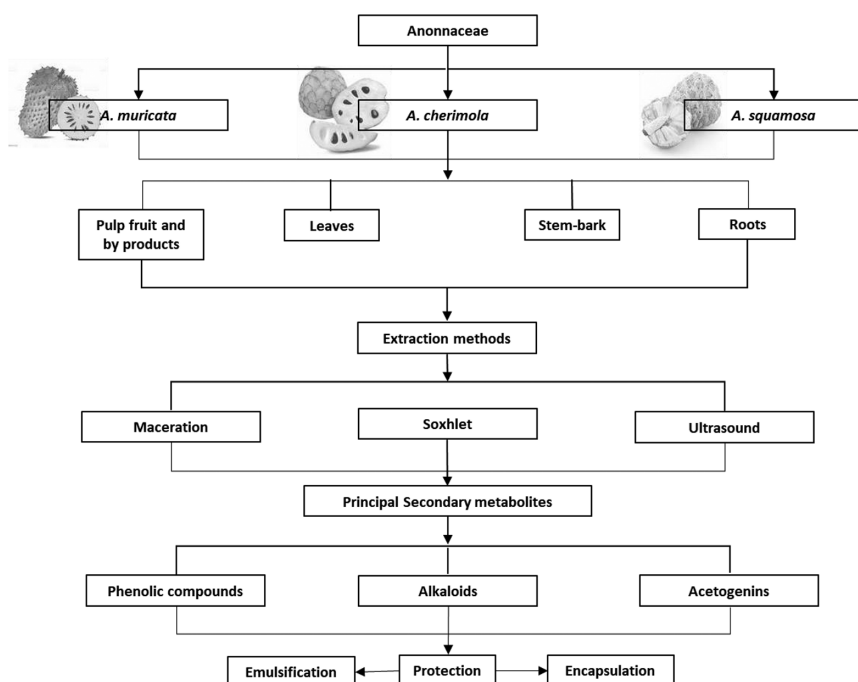 Anonnaceae
A. muricata
A. cherimola
A. squamosa
Pulp fruit and
by products
Leaves
Stem-bark
Roots
Extraction methods
Maceration
Soxhlet
Ultrasound
Principal Secondary metabolites
Phenolic compounds
Alkaloids
Acetogenins
Emulsification
Protection
Encapsulation